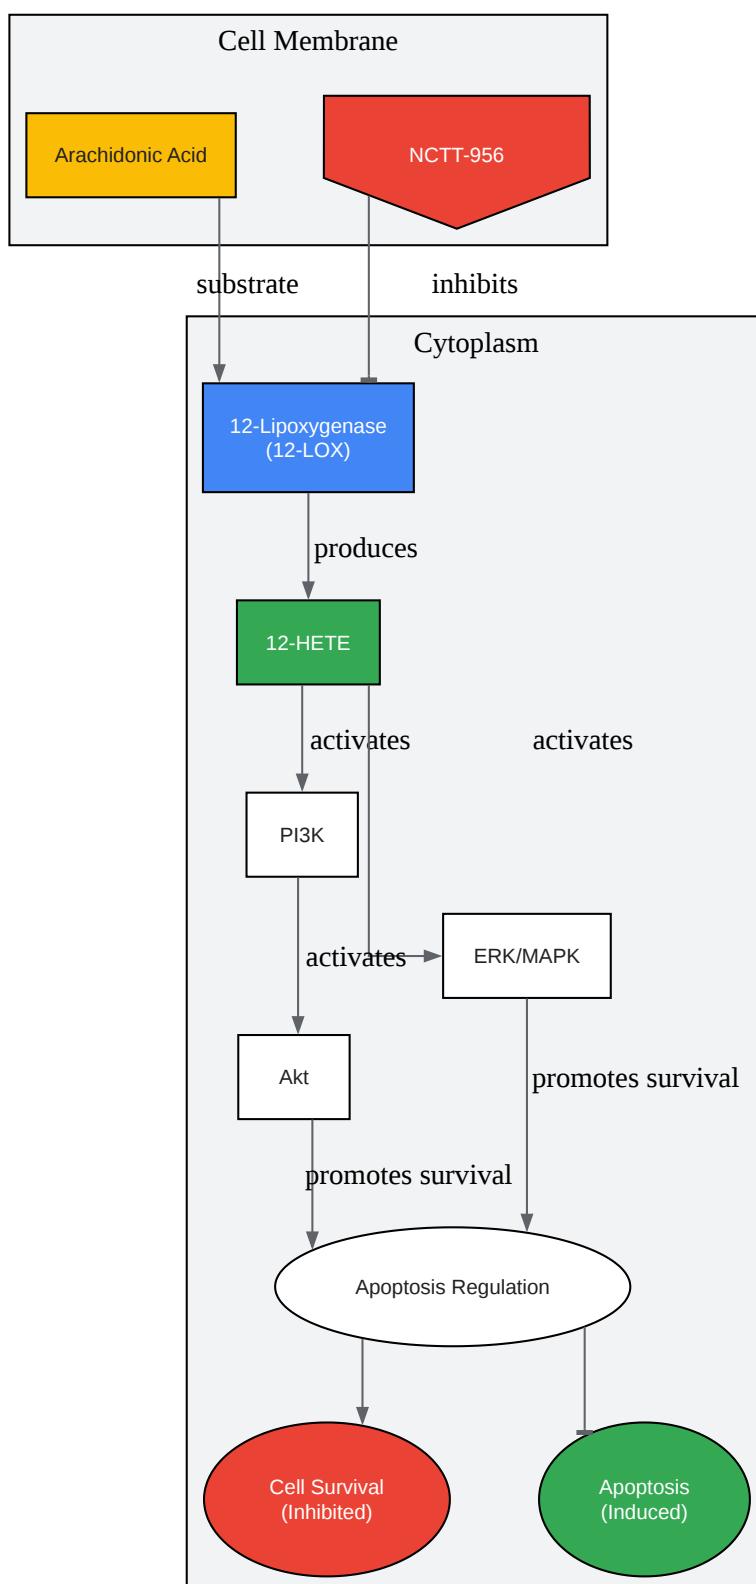 Cell Membrane
Arachidonic Acid
NCTT-956
substrate
inhibits
Cytoplasm
12-Lipoxygenase
(12-LOX)
produces
12-HETE
activates
activates
PI3K
activates
ERK/MAPK
Akt
promotes survival
promotes survival
Apoptosis Regulation
Cell Survival
(Inhibited)
Apoptosis
(Induced)